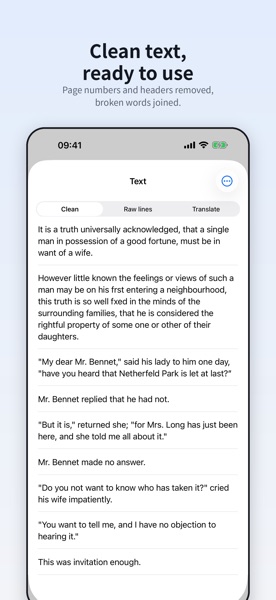 Clean text,
ready to use
Page numbers and headers removed,
broken words joined.
09:41
Text
Clean
Raw lines
Translate
It is a truth universally acknowledged, that a single
man in possession of a good fortune, must be in
want of a wife.
However little known the feelings or views of such a
man may be on his frst entering a neighbourhood,
this truth is so well fxed in the minds of the
surrounding families, that he is considered the
rightful property of some one or other of their
daughters.
"My dear Mr. Bennet," said his lady to him one day,
"have you heard that Netherfeld Park is let at last?"
Mr. Bennet replied that he had not.
"But it is," returned she; "for Mrs. Long has just been
here, and she told me all about it."
Mr. Bennet made no answer.
"Do you not want to know who has taken it?" cried
his wife impatiently.
"You want to tell me, and I have no objection to
hearing it."
This was invitation enough.